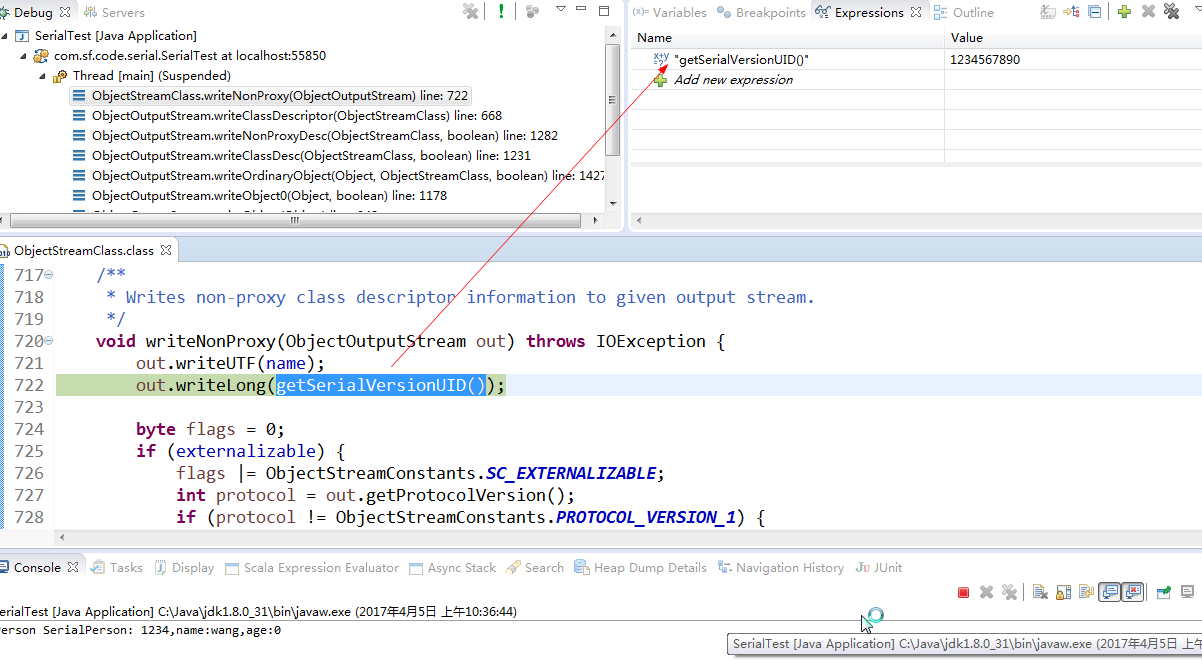 Debug Servers
SerialTest [Java Application]
com.sf.code.serial.SerialTest at localhost:55850
Thread [main] (Suspended)
ObjectStreamClass.writeNonProxy(ObjectOutputStream) line: 722
ObjectOutputStream.writeClassDescriptor(ObjectStreamClass) line: 668
ObjectOutputStream.writeNonProxyDesc(ObjectStreamClass, boolean) line: 1282
ObjectOutputStream.writeClassDesc(ObjectStreamClass, boolean) line: 1231
ObjectOutputStream.writeOrdinaryObject(Object, ObjectStreamClass, boolean) line: 1427
ObjectOutputStream.writeObject0(Object, boolean) line: 1178
(x)= Variables Breakpoints Expressions Outline
Name Value
"getSerialVersionUID()" 1234567890
Add new expression
ObjectStreamClass.class
717 /**
718 * Writes non-proxy class descriptor information to given output stream.
719 */
720 void writeNonProxy(ObjectOutputStream out) throws IOException {
721 out.writeUTF(name);
722 out.writeLong(getSerialVersionUID());
723
724 byte flags = 0;
725 if (externalizable) {
726 flags |= ObjectStreamConstants.SC_EXTERNALIZABLE;
727 int protocol = out.getProtocolVersion();
728 if (protocol != ObjectStreamConstants.PROTOCOL_VERSION_1) {
Console Tasks Display Scala Expression Evaluator Async Stack Search Heap Dump Details Navigation History JUnit
erialTest [Java Application] C:\Java\jdk1.8.0_31\bin\javaw.exe (2017年4月5日 上午10:36:44)
erson SerialPerson: 1234,name:wang,age:0
SerialTest [Java Application] C:\Java\jdk1.8.0_31\bin\javaw.exe (2017年4月5日 上午